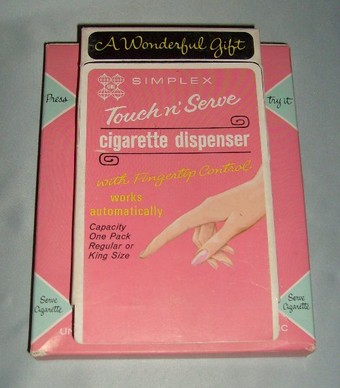 A Wonderful Gift
SIMPLEX
Touch n' Serve
cigarette dispenser
with Fingertip Control
works
automatically
Capacity
One Pack
Regular or
King Size
Press
try it
Serve
Cigarette
Serve
Cigarette